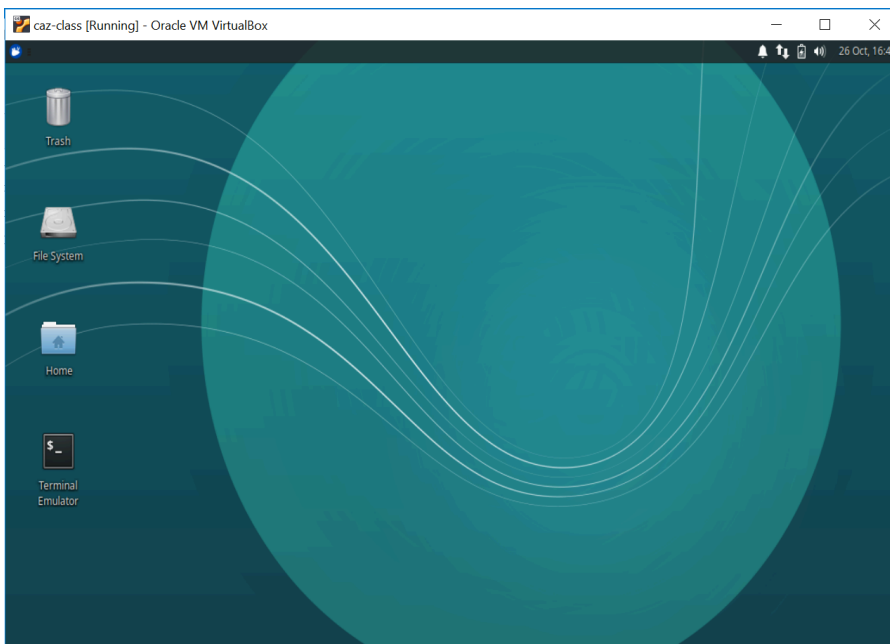 caz-class [Running] - Oracle VM VirtualBox
26 Oct, 16:4
Trash
File System
Home
$_
Terminal
Emulator